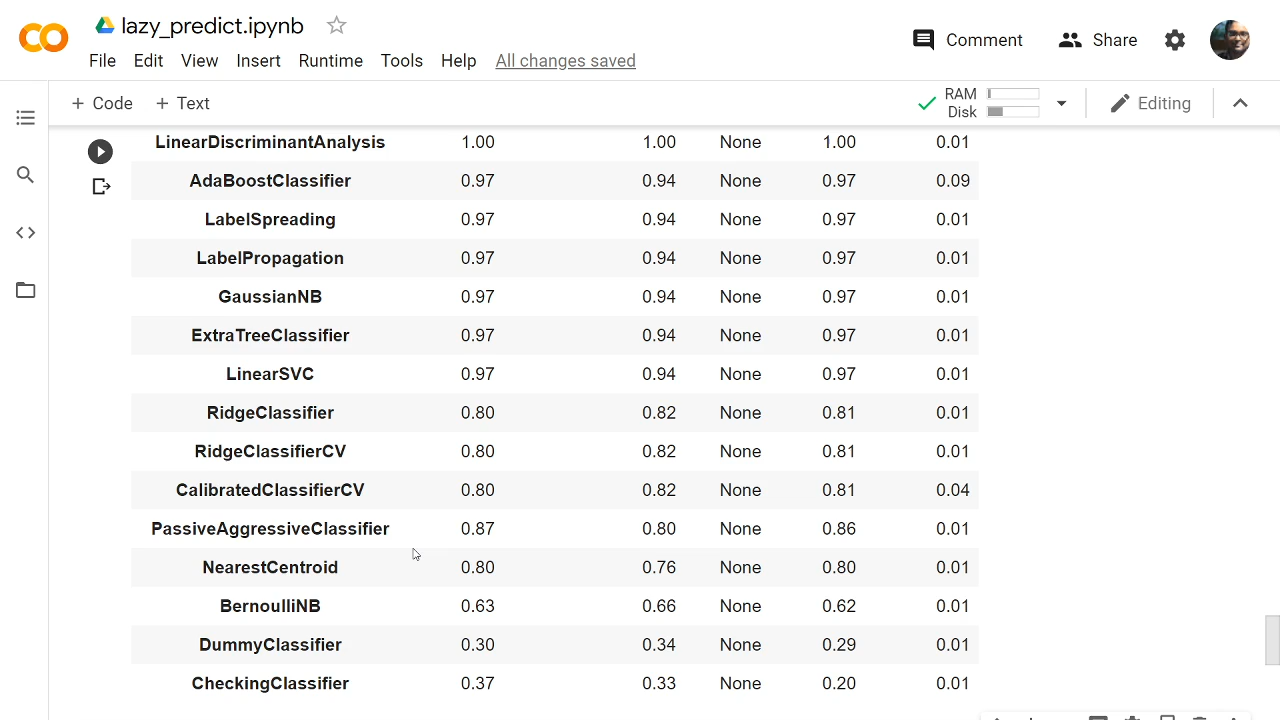 lazy_predict.ipynb
File Edit View Insert Runtime Tools Help All changes saved
Comment Share
+ Code + Text
RAM
Disk
Editing
LinearDiscriminantAnalysis 1.00 1.00 None 1.00 0.01
AdaBoostClassifier 0.97 0.94 None 0.97 0.09
LabelSpreading 0.97 0.94 None 0.97 0.01
LabelPropagation 0.97 0.94 None 0.97 0.01
GaussianNB 0.97 0.94 None 0.97 0.01
ExtraTreeClassifier 0.97 0.94 None 0.97 0.01
LinearSVC 0.97 0.94 None 0.97 0.01
RidgeClassifier 0.80 0.82 None 0.81 0.01
RidgeClassifierCV 0.80 0.82 None 0.81 0.01
CalibratedClassifierCV 0.80 0.82 None 0.81 0.04
PassiveAggressiveClassifier 0.87 0.80 None 0.86 0.01
NearestCentroid 0.80 0.76 None 0.80 0.01
BernoulliNB 0.63 0.66 None 0.62 0.01
DummyClassifier 0.30 0.34 None 0.29 0.01
CheckingClassifier 0.37 0.33 None 0.20 0.01